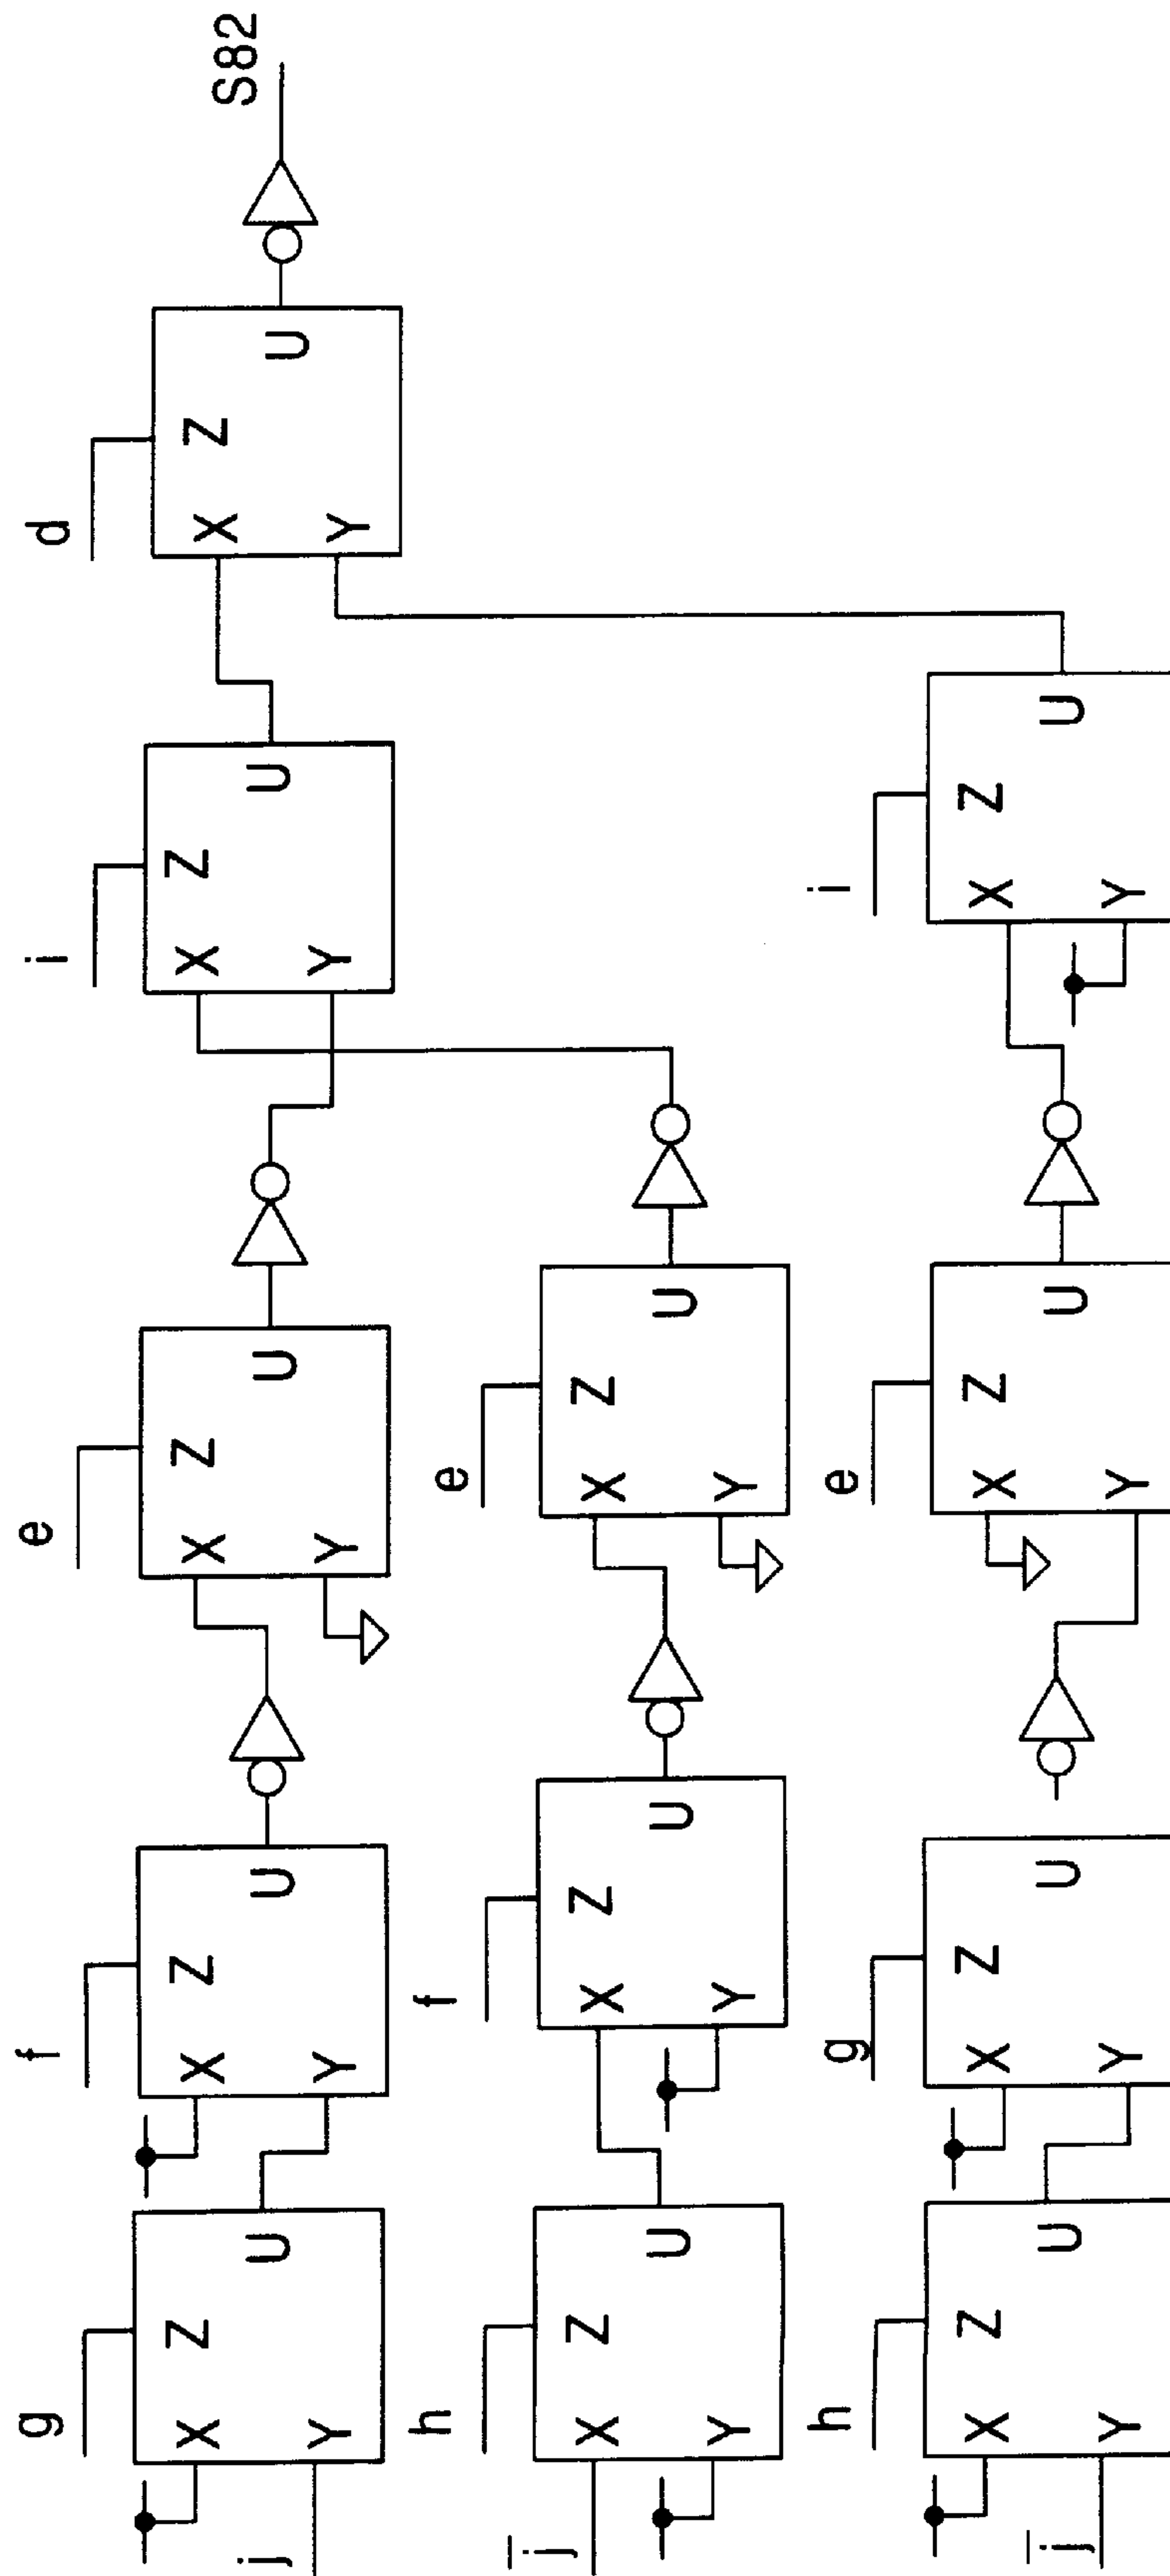 g f e i d
X Z X Z X Z X Z X Z
S82
j U U U U U
Y Y Y Y Y
h f e
X Z X Z X Z
j̅ U U U
Y Y Y
h g e i
X Z X Z X Z X Z
j̅ U U U U
Y Y Y Y